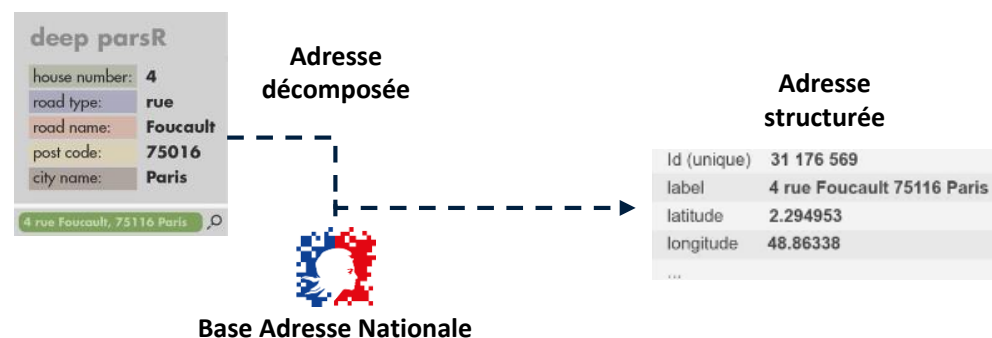 deep parsR
house number: 4
road type: rue
road name: Foucault
post code: 75016
city name: Paris
4 rue Foucault, 75116 Paris
Adresse
décomposée
Base Adresse Nationale
Adresse
structurée
Id (unique) 31 176 569
label 4 rue Foucault 75116 Paris
latitude 2.294953
longitude 48.86338
...